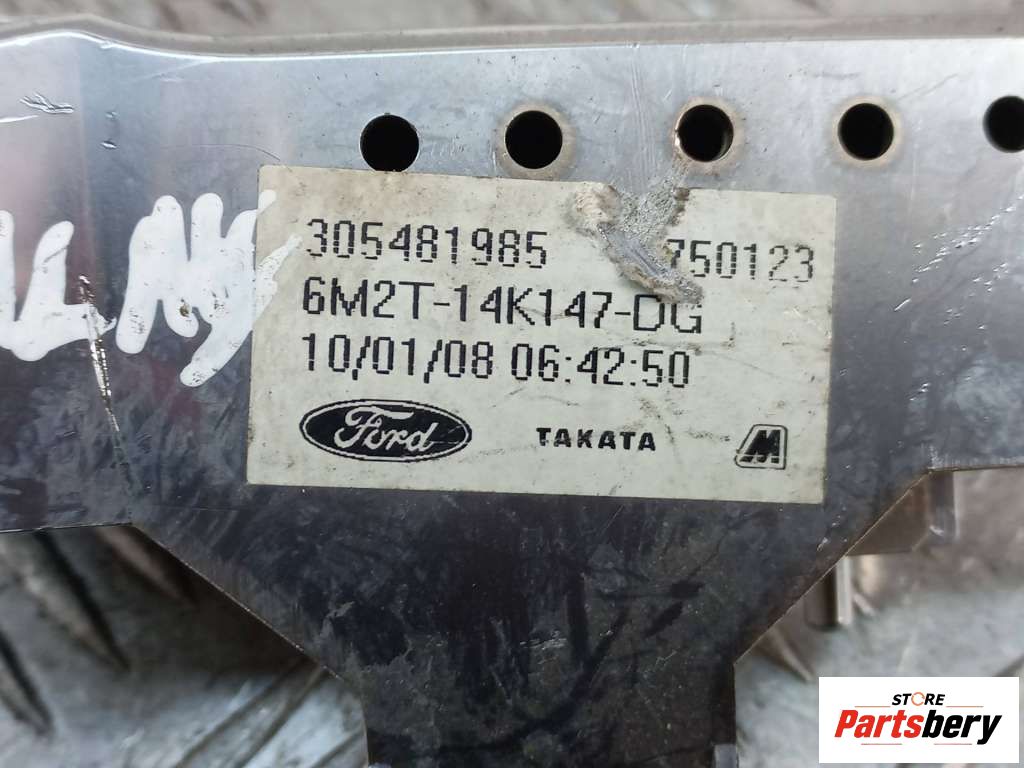 305481985 750123
6M2T-14K147-DG
10/01/08 06:42:50
Ford TAKATA M
STORE
Partsbery